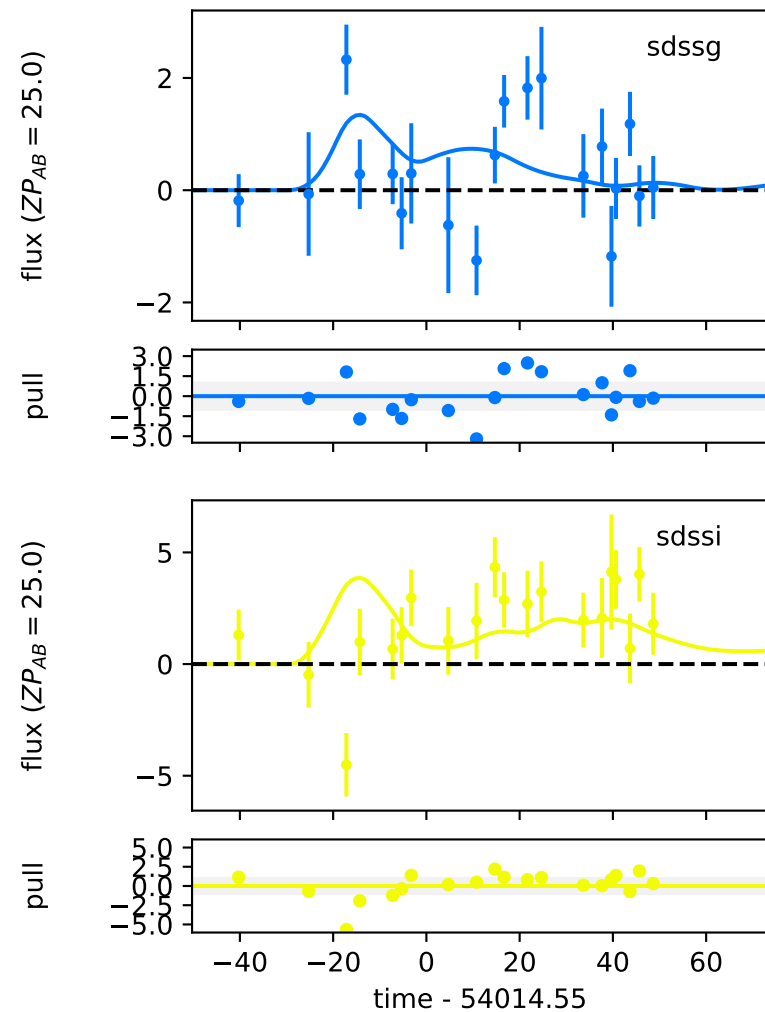 sdssg
flux ($ZP_{AB}$ = 25.0)
2
0
−2
pull
3.0
1.5
0.0
−1.5
−3.0
sdssi
flux ($ZP_{AB}$ = 25.0)
5
0
−5
pull
5.0
2.5
0.0
−2.5
−5.0
−40 −20 0 20 40 60
time - 54014.55